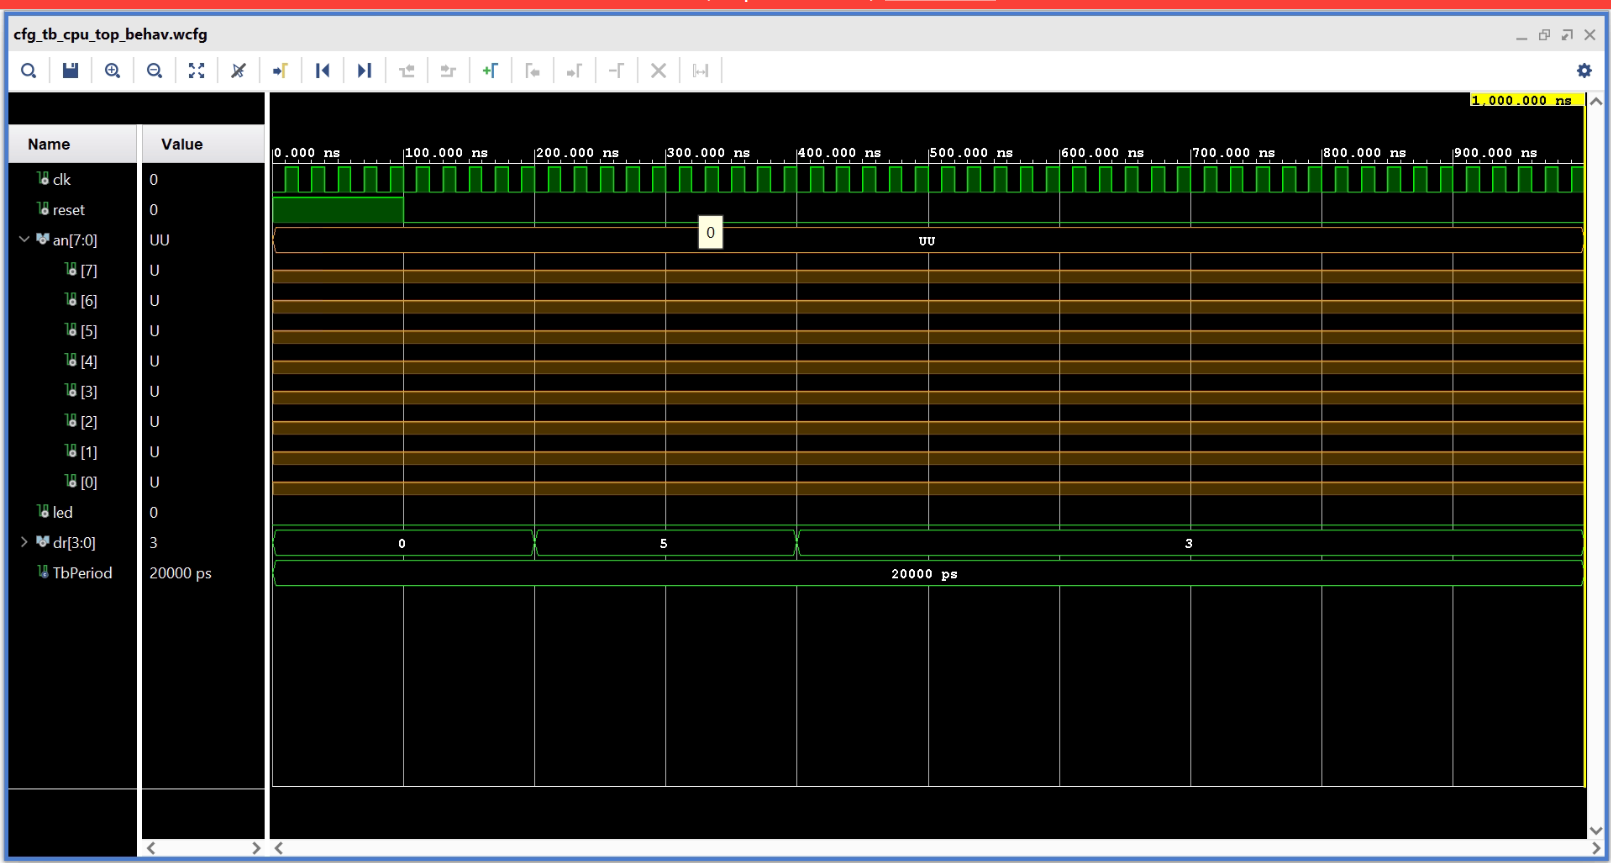 cfg_tb_cpu_top_behav.wcfg
1,000.000 ns
Name Value
0.000 ns 100.000 ns 200.000 ns 300.000 ns 400.000 ns 500.000 ns 600.000 ns 700.000 ns 800.000 ns 900.000 ns
clk 0
reset 0
0
an[7:0] UU UU
[7] U
[6] U
[5] U
[4] U
[3] U
[2] U
[1] U
[0] U
led 0
dr[3:0] 3 0 5 3
TbPeriod 20000 ps 20000 ps